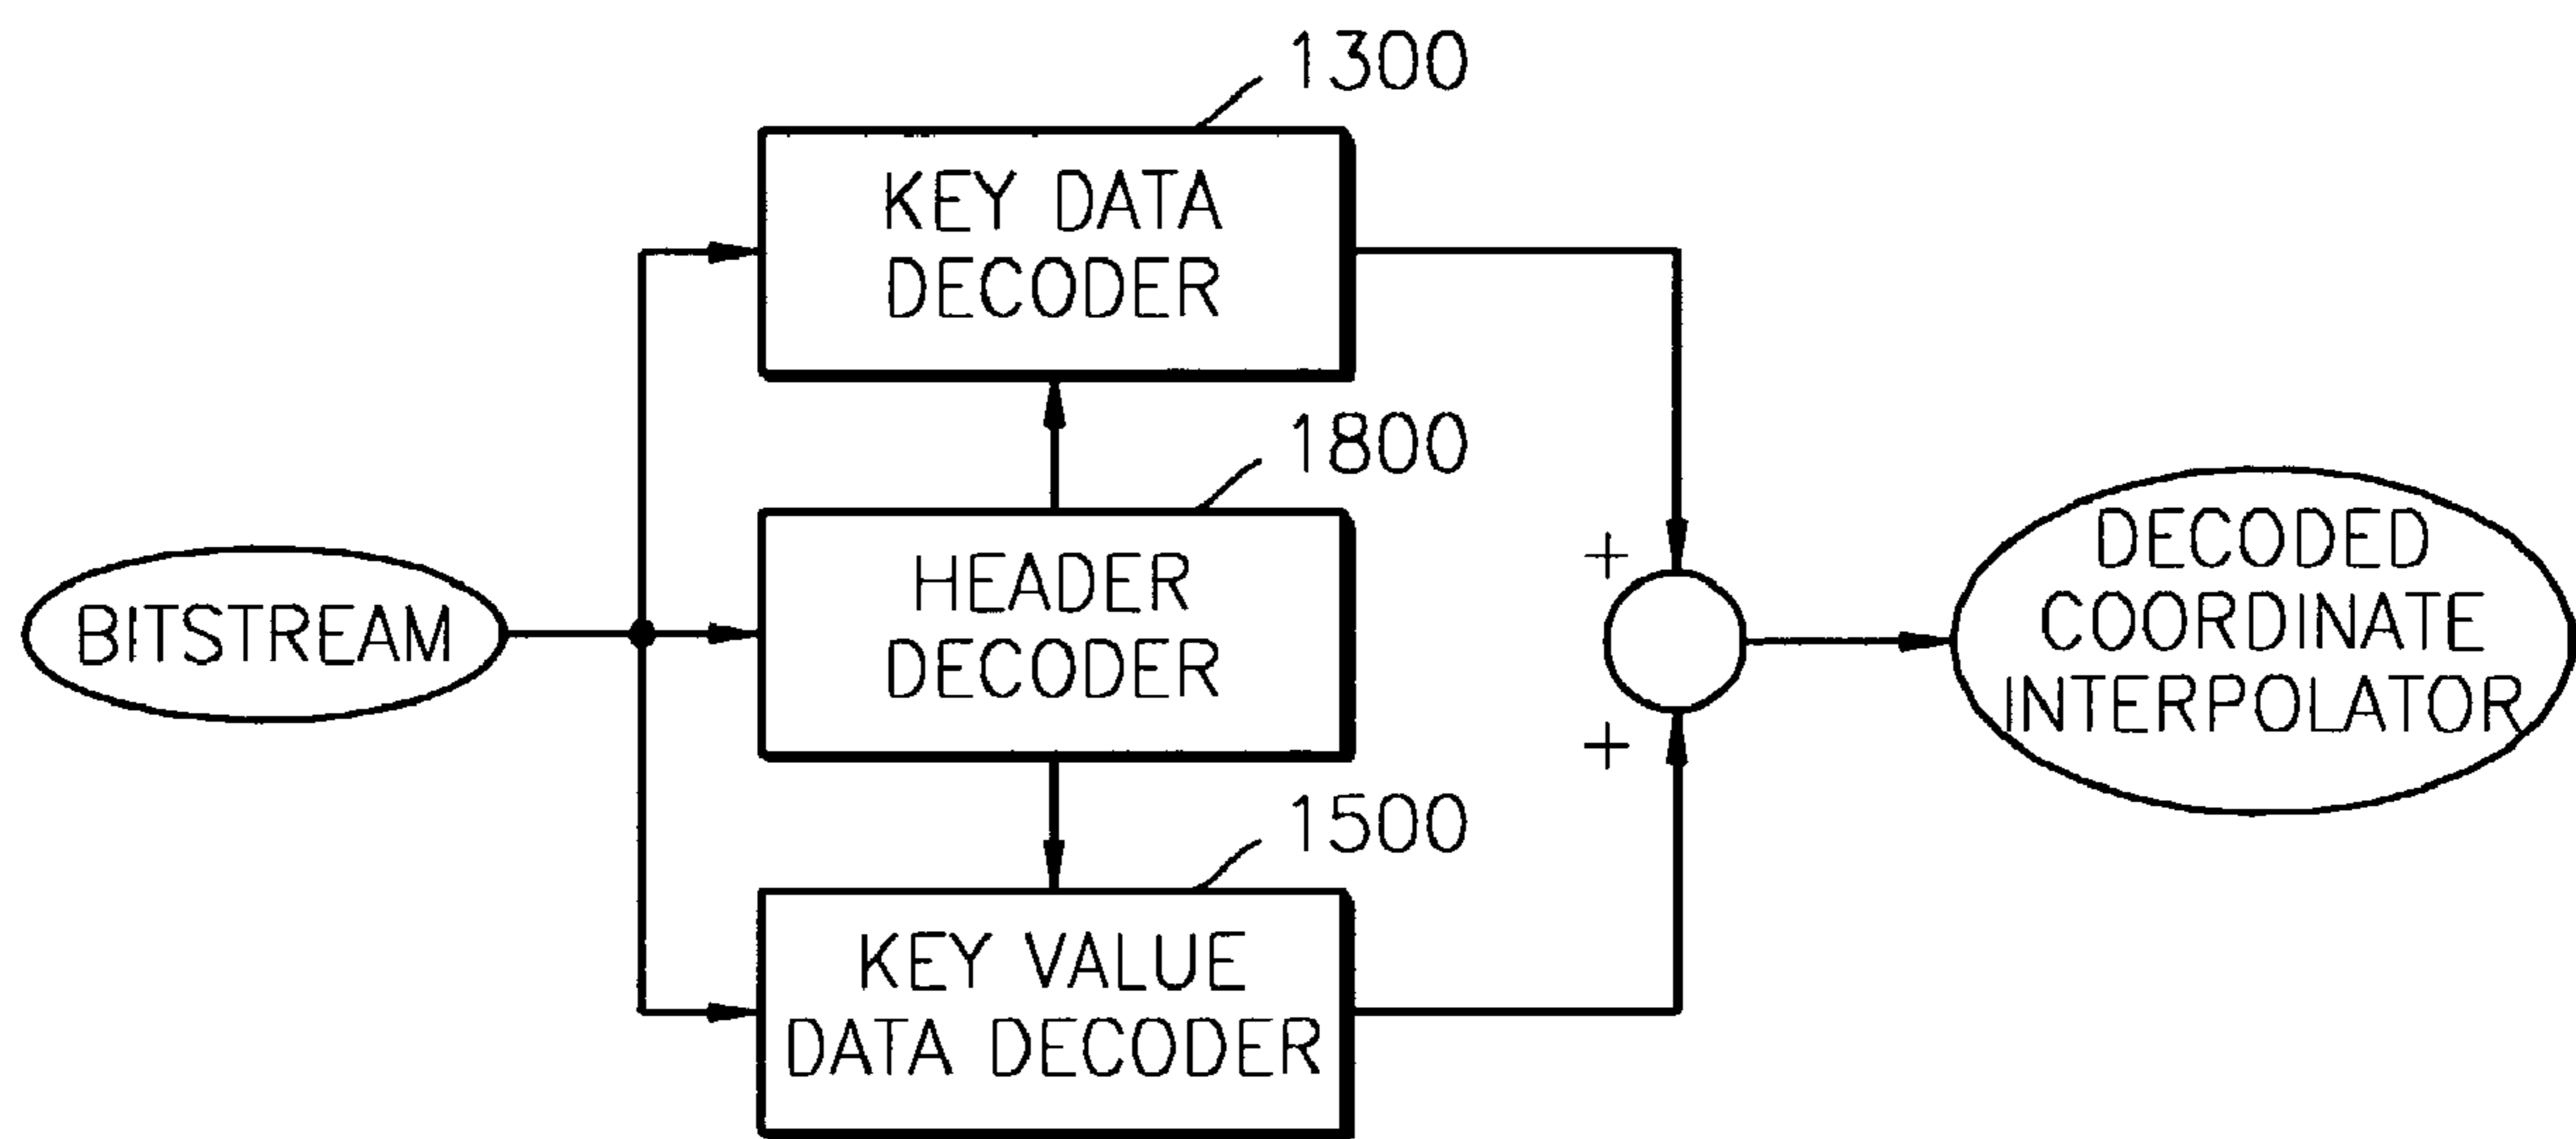 1300
KEY DATA
DECODER
1800
HEADER
DECODER
BITSTREAM
1500
KEY VALUE
DATA DECODER
+
+
DECODED
COORDINATE
INTERPOLATOR